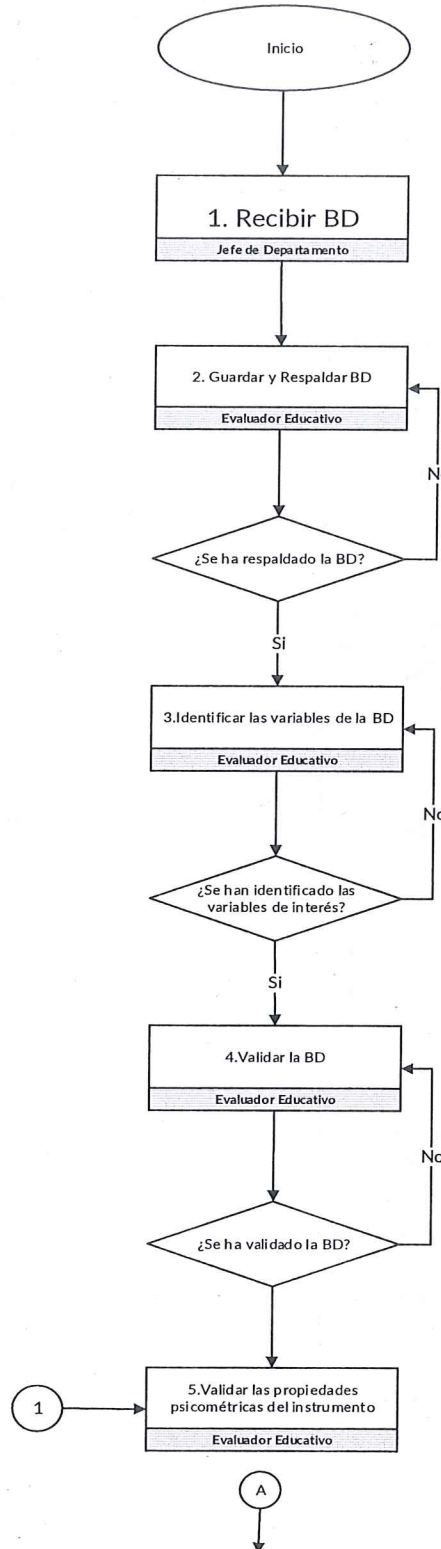 Inicio
1. Recibir BD
Jefe de Departamento
2. Guardar y Respaldar BD
Evaluador Educativo
N
¿Se ha respaldado la BD?
Si
3.Identificar las variables de la BD
Evaluador Educativo
No
¿Se han identificado las
variables de interés?
Si
4.Validar la BD
Evaluador Educativo
No
¿Se ha validado la BD?
5.Validar las propiedades
psicométricas del instrumento
1
Evaluador Educativo
A